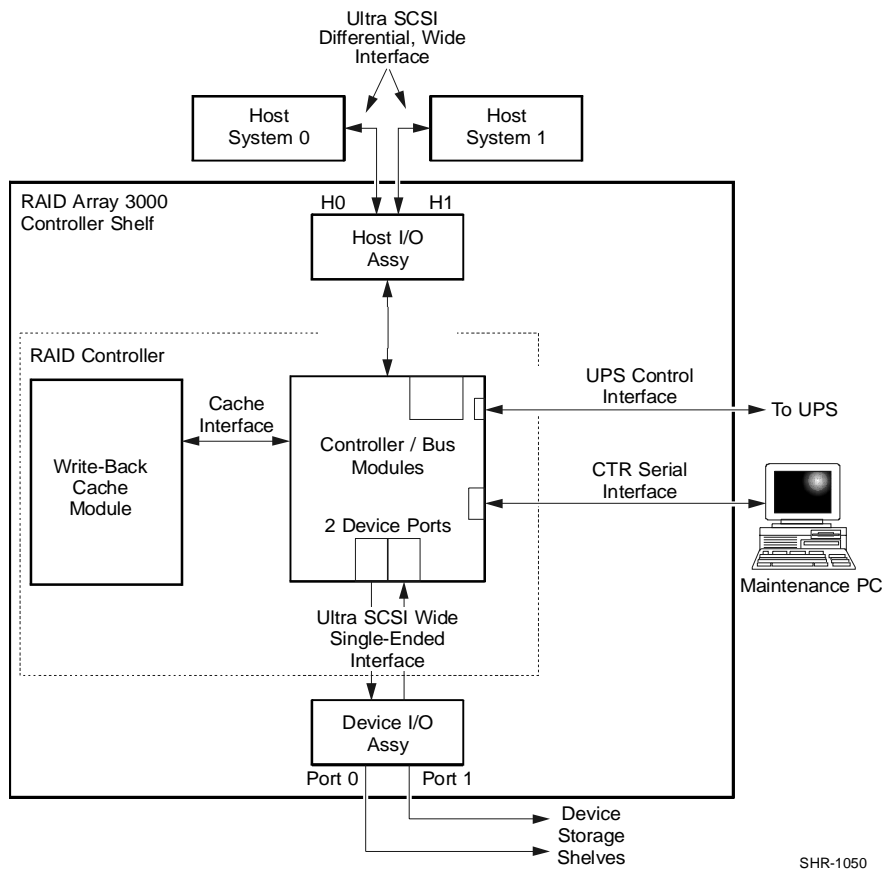 Ultra SCSI
Differential, Wide
Interface
Host
System 0
Host
System 1
RAID Array 3000
Controller Shelf
H0
H1
Host I/O
Assy
RAID Controller
Write-Back
Cache
Module
Cache
Interface
Controller / Bus
Modules
2 Device Ports
UPS Control
Interface
To UPS
CTR Serial
Interface
Maintenance PC
Ultra SCSI Wide
Single-Ended
Interface
Device I/O
Assy
Port 0
Port 1
Device
Storage
Shelves
SHR-1050